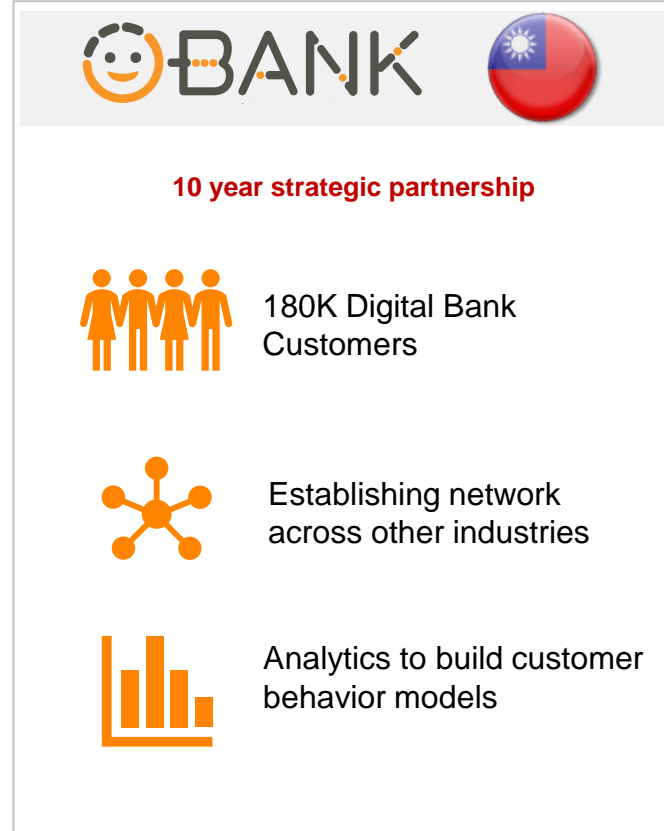 O-BANK
10 year strategic partnership
180K Digital Bank
Customers
Establishing network
across other industries
Analytics to build customer
behavior models